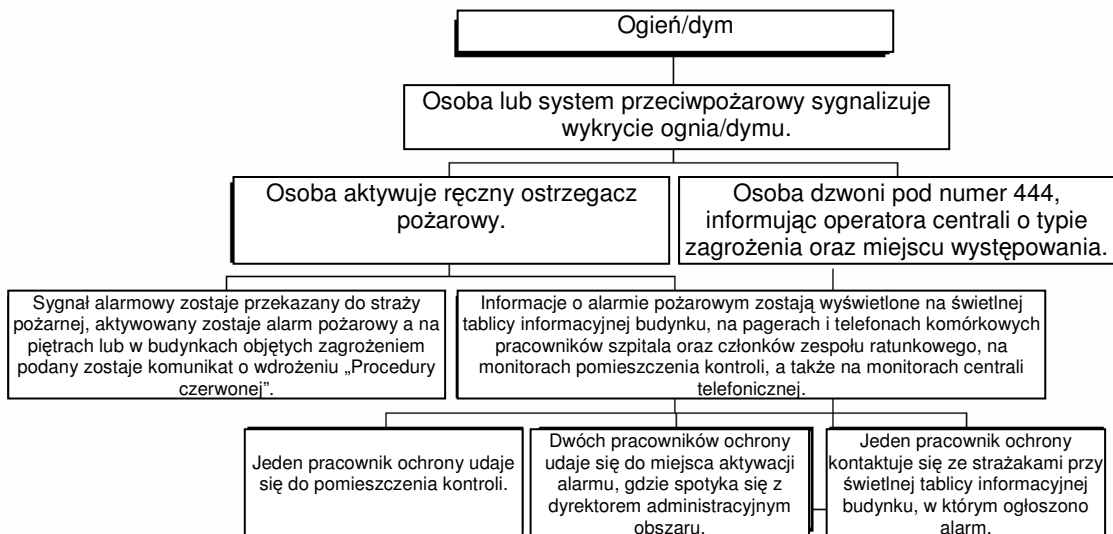 Ogień/dym
Osoba lub system przeciwpożarowy sygnalizuje
wykrycie ognia/dymu.
Osoba aktywuje ręczny ostrzegacz
pożarowy.
Osoba dzwoni pod numer 444,
informując operatora centrali o typie
zagrożenia oraz miejscu występowania.
Sygnał alarmowy zostaje przekazany do straży
pożarnej, aktywowany zostaje alarm pożarowy a na
piętrach lub w budynkach objętych zagrożeniem
podany zostaje komunikat o wdrożeniu „Procedury
czerwonej”.
Informacje o alarmie pożarowym zostają wyświetlone na świetlnej
tablicy informacyjnej budynku, na pagerach i telefonach komórkowych
pracowników szpitala oraz członków zespołu ratunkowego, na
monitorach pomieszczenia kontroli, a także na monitorach centrali
telefonicznej.
Jeden pracownik ochrony udaje
się do pomieszczenia kontroli.
Dwóch pracowników ochrony
udaje się do miejsca aktywacji
alarmu, gdzie spotyka się z
dyrektorem administracyjnym
obszaru.
Jeden pracownik ochrony
kontaktuje się ze strażakami przy
świetlnej tablicy informacyjnej
budynku, w którym ogłoszono
alarm.